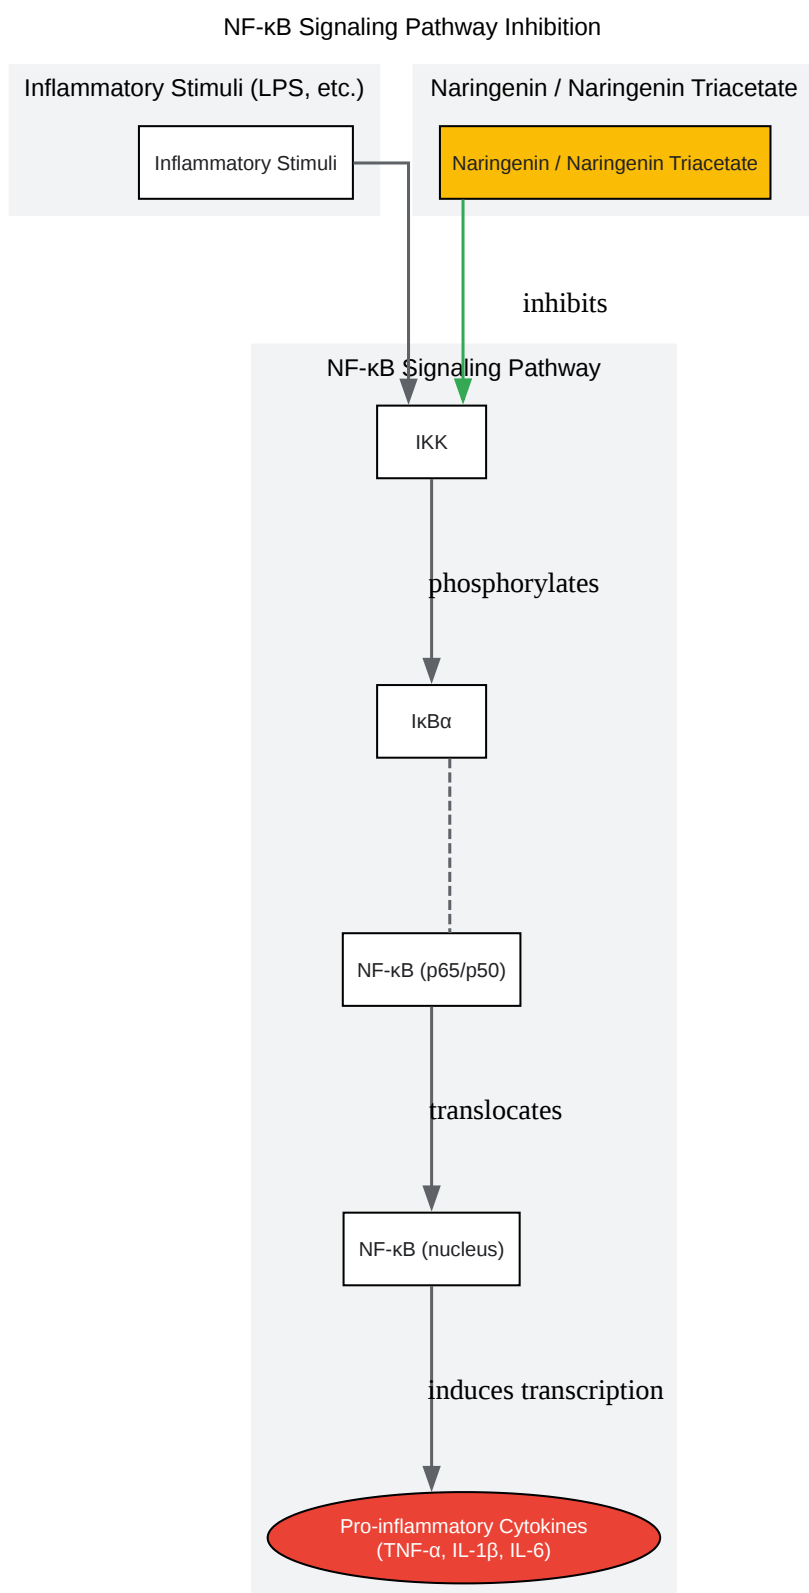 NF-κB Signaling Pathway Inhibition
Inflammatory Stimuli (LPS, etc.)
Naringenin / Naringenin Triacetate
Inflammatory Stimuli
Naringenin / Naringenin Triacetate
inhibits
NF-κB Signaling Pathway
IKK
phosphorylates
IκBα
NF-κB (p65/p50)
translocates
NF-κB (nucleus)
induces transcription
Pro-inflammatory Cytokines
(TNF-α, IL-1β, IL-6)